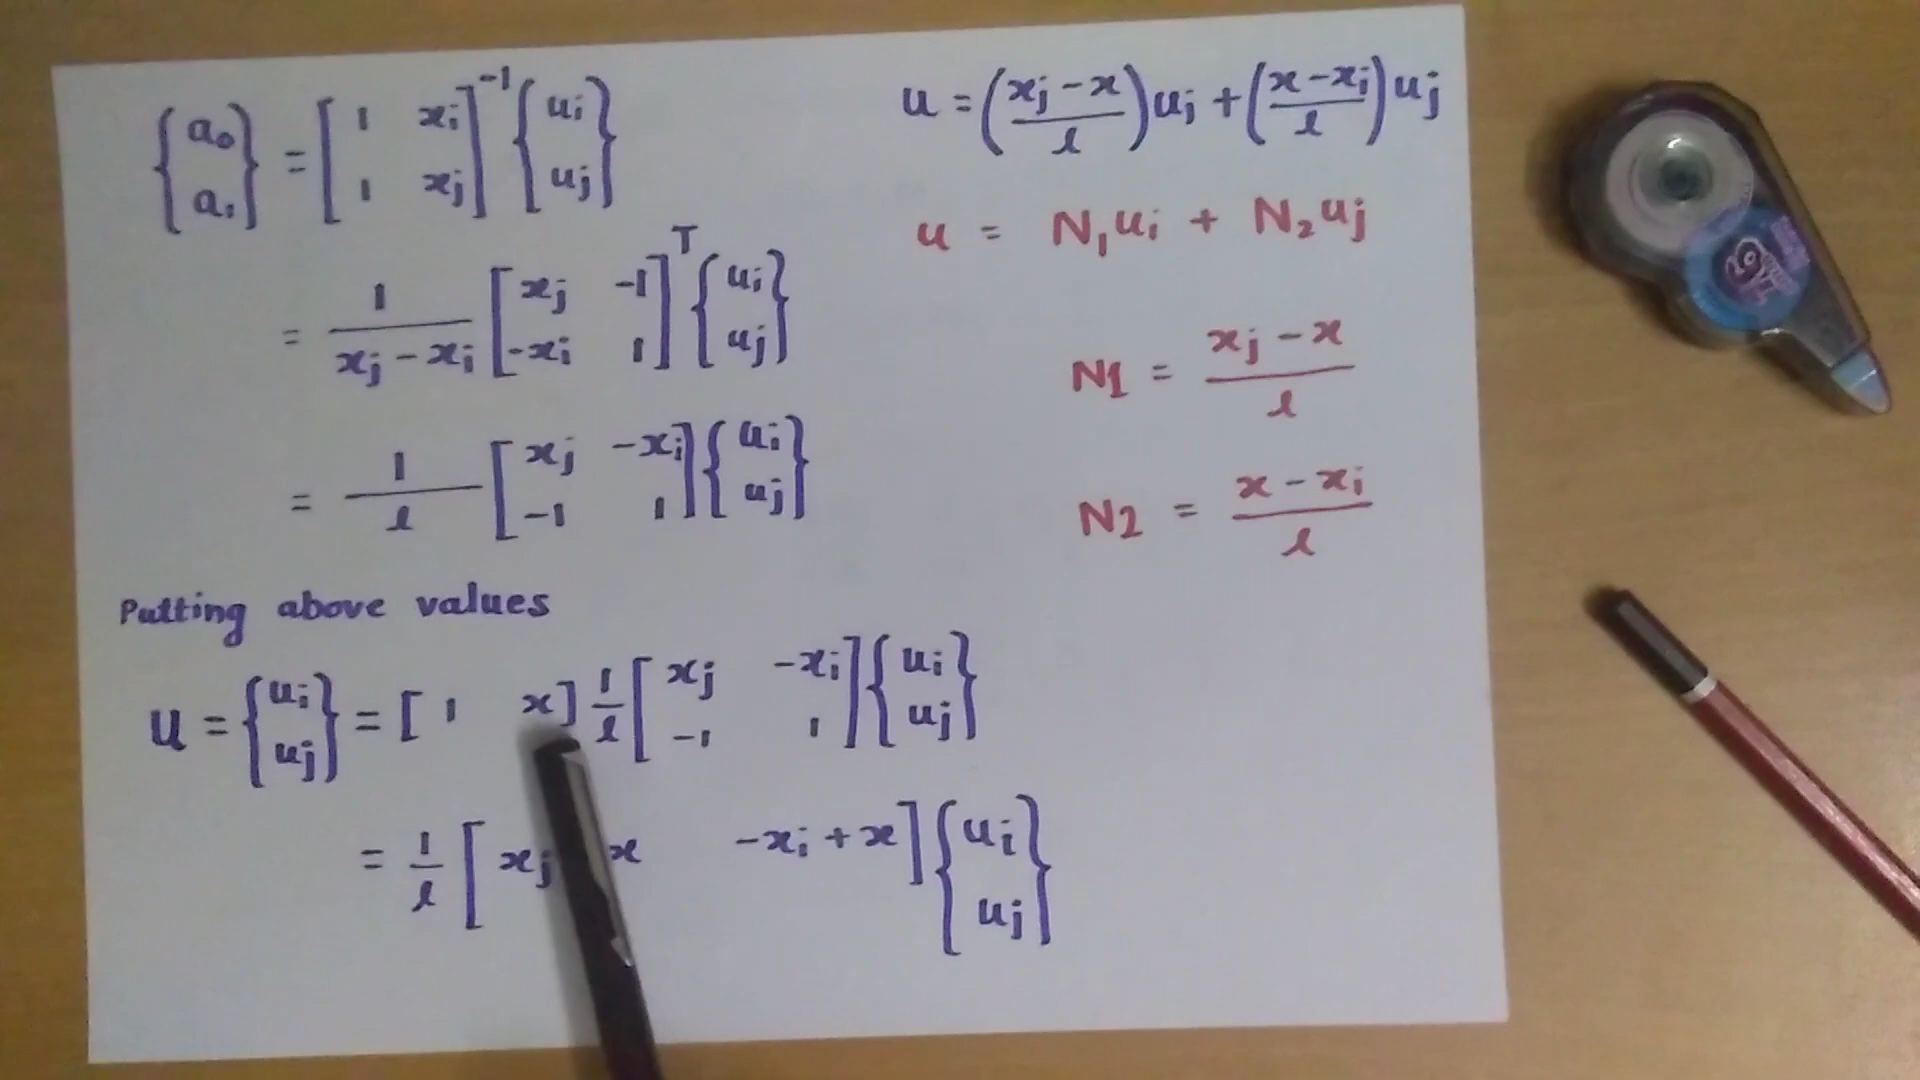 {a₀ a₁} = [1 xᵢ 1 xⱼ]⁻¹ {uᵢ uⱼ}
= 1/(xⱼ - xᵢ) [xⱼ -1 -xᵢ 1]ᵀ {uᵢ uⱼ}
= 1/l [xⱼ -xᵢ -1 1] {uᵢ uⱼ}
Putting above values
u = {uᵢ uⱼ} = [1 x] 1/l [xⱼ -xᵢ -1 1] {uᵢ uⱼ}
= 1/l [xⱼ x -xᵢ + x] {uᵢ uⱼ}
u = ((xⱼ - x)/l) uᵢ + ((x - xᵢ)/l) uⱼ
u = N₁uᵢ + N₂uⱼ
N1 = (xⱼ - x)/l
N2 = (x - xᵢ)/l